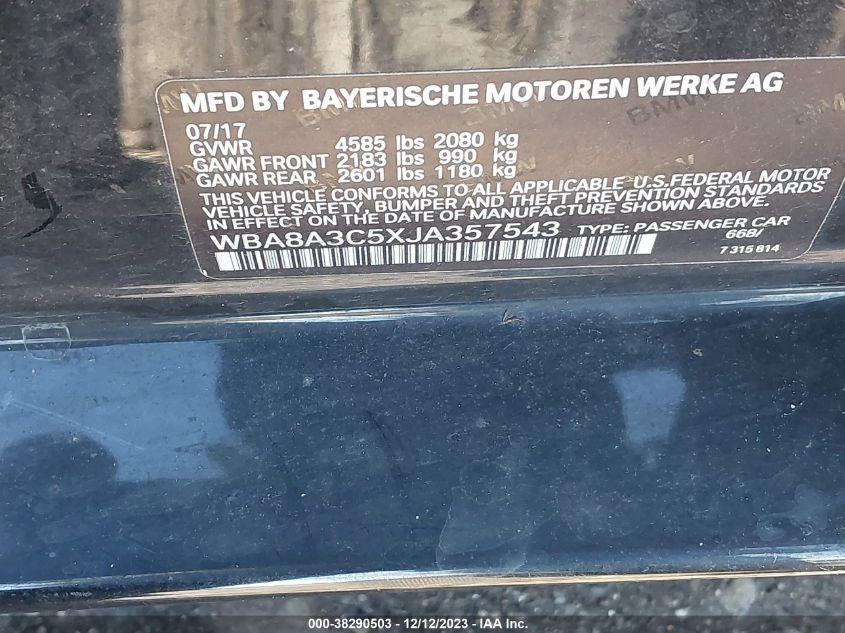 MFD BY BAYERISCHE MOTOREN WERKE AG
07/17
GVWR 4585 lbs 2080 kg
GAWR FRONT 2183 lbs 990 kg
GAWR REAR 2601 lbs 1180 kg
THIS VEHICLE CONFORMS TO ALL APPLICABLE U.S.FEDERAL MOTOR
VEHICLE SAFETY, BUMPER AND THEFT PREVENTION STANDARDS
IN EFFECT ON THE DATE OF MANUFACTURE SHOWN ABOVE.
WBA8A3C5XJA357543 TYPE: PASSENGER CAR
668/
7 315 814
000-38290503 - 12/12/2023 - IAA Inc.